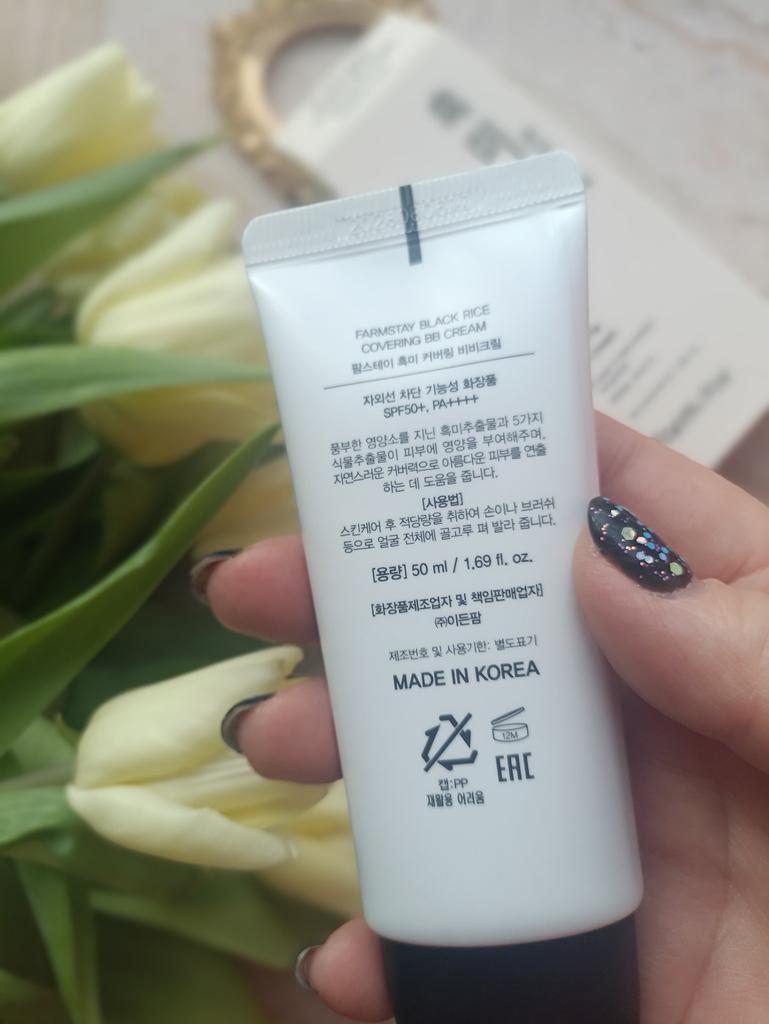 FARMSTAY BLACK RICE
COVERING BB CREAM
팜스테이 흑미 커버링 비비크림
자외선 차단 기능성 화장품
SPF50+, PA++++
풍부한 영양소를 지닌 흑미추출물과 5가지
식물추출물이 피부에 영양을 부여해주며,
자연스러운 커버력으로 아름다운 피부를 연출
하는 데 도움을 줍니다.
[사용법]
스킨케어 후 적당량을 취하여 손이나 브러쉬
등으로 얼굴 전체에 골고루 펴 발라 줍니다.
[용량] 50 ml / 1.69 fl. oz.
[화장품제조업자 및 책임판매업자]
㈜이든팜
제조번호 및 사용기한: 별도표기
MADE IN KOREA
12M
EAC
캡:PP
재활용 어려움